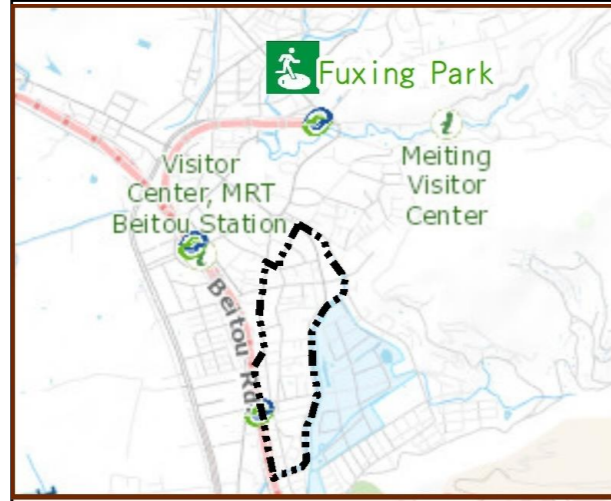 Fuxing Park
Visitor
Center, MRT
Beitou Station
Meiting
Visitor
Center
Beitou Rd